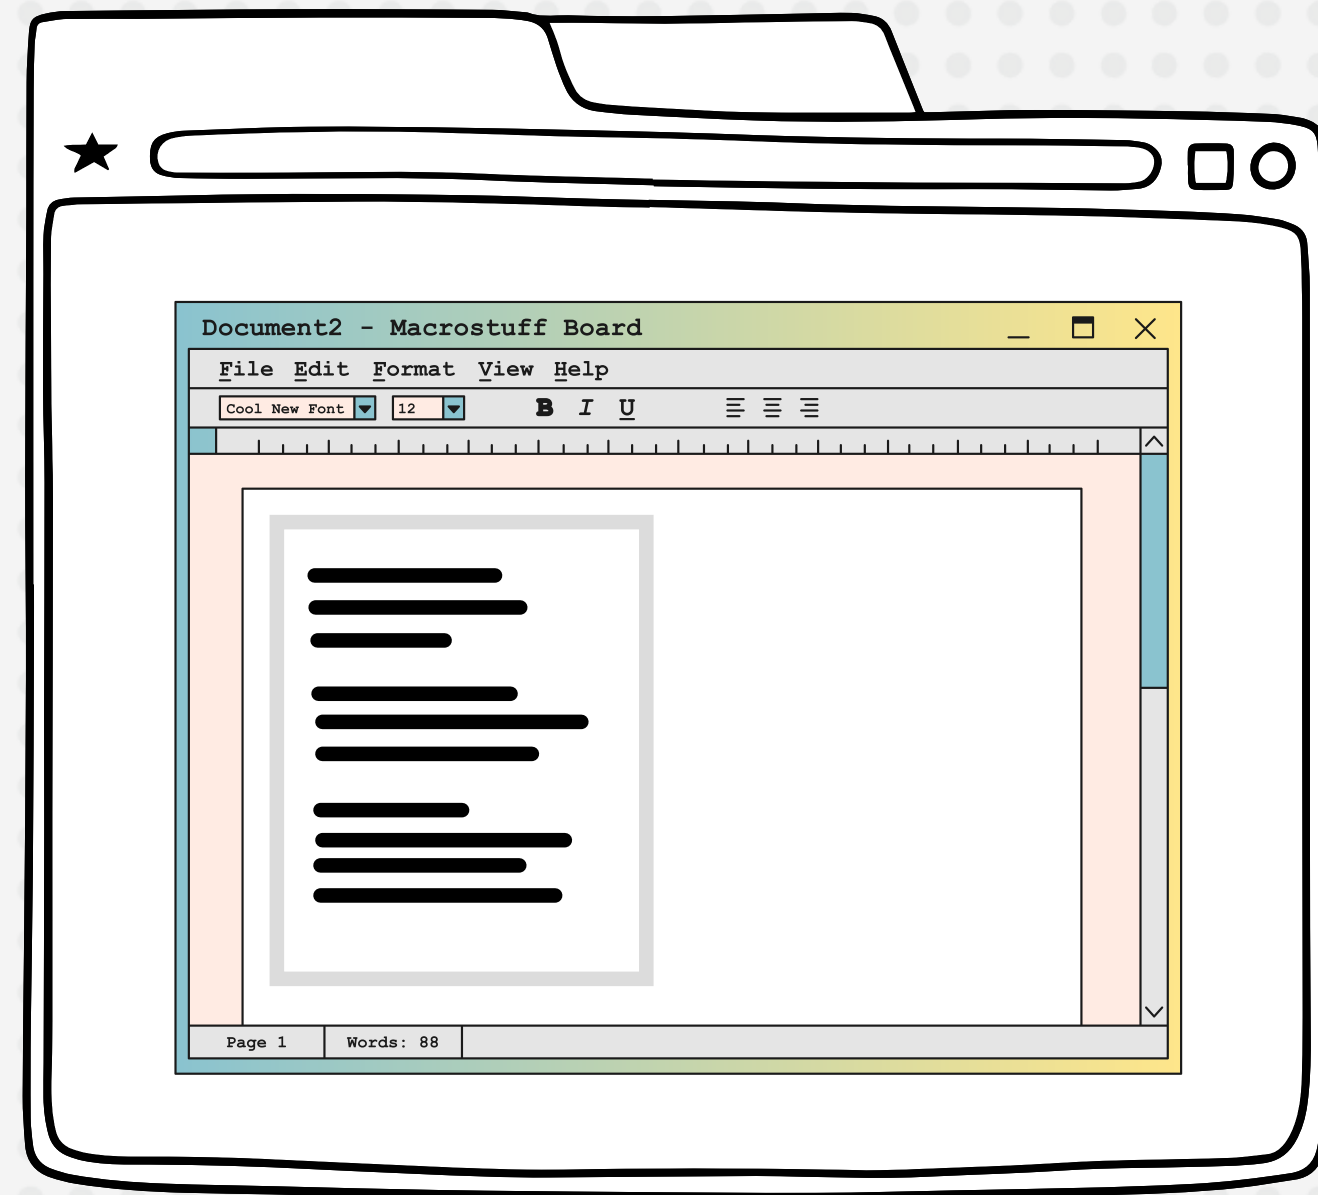 Document2 - Macrostuff Board
File Edit Format View Help
Cool New Font 12 B I U
Page 1 Words: 88